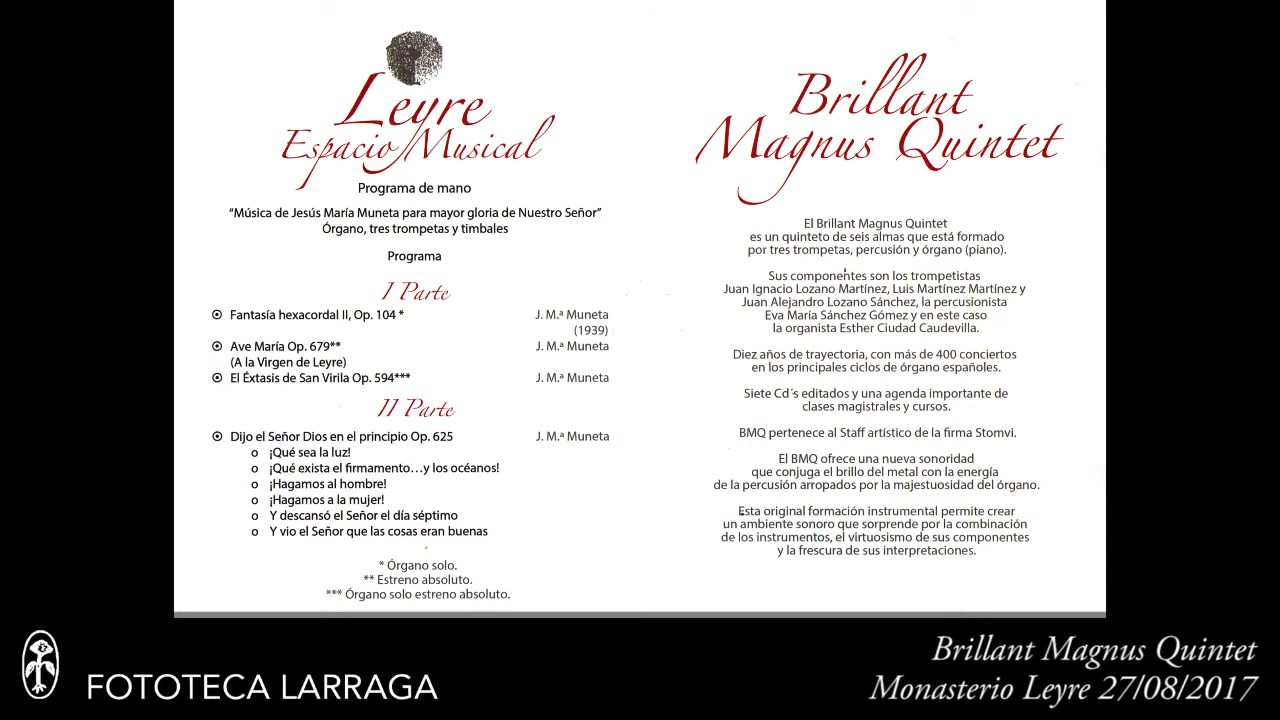 Leyre
Espacio Musical
Programa de mano
“Música de Jesús María Muneta para mayor gloria de Nuestro Señor”
Órgano, tres trompetas y timbales
Programa
I Parte
Fantasía hexacordal II, Op. 104 * J. M.ª Muneta
(1939)
Ave María Op. 679** J. M.ª Muneta
(A la Virgen de Leyre)
El Éxtasis de San Virila Op. 594*** J. M.ª Muneta
II Parte
Dijo el Señor Dios en el principio Op. 625 J. M.ª Muneta
o ¡Qué sea la luz!
o ¡Qué exista el firmamento…y los océanos!
o ¡Hagamos al hombre!
o ¡Hagamos a la mujer!
o Y descansó el Señor el día séptimo
o Y vio el Señor que las cosas eran buenas
* Órgano solo.
** Estreno absoluto.
*** Órgano solo estreno absoluto.
Brillant
Magnus Quintet
El Brillant Magnus Quintet
es un quinteto de seis almas que está formado
por tres trompetas, percusión y órgano (piano).
Sus componentes son los trompetistas
Juan Ignacio Lozano Martínez, Luis Martínez Martínez y
Juan Alejandro Lozano Sánchez, la percusionista
Eva María Sánchez Gómez y en este caso
la organista Esther Ciudad Caudevilla.
Diez años de trayectoria, con más de 400 conciertos
en los principales ciclos de órgano españoles.
Siete Cd´s editados y una agenda importante de
clases magistrales y cursos.
BMQ pertenece al Staff artístico de la firma Stomvi.
El BMQ ofrece una nueva sonoridad
que conjuga el brillo del metal con la energía
de la percusión arropados por la majestuosidad del órgano.
Esta original formación instrumental permite crear
un ambiente sonoro que sorprende por la combinación
de los instrumentos, el virtuosismo de sus componentes
y la frescura de sus interpretaciones.
FOTOTECA LARRAGA
Brillant Magnus Quintet
Monasterio Leyre 27/08/2017